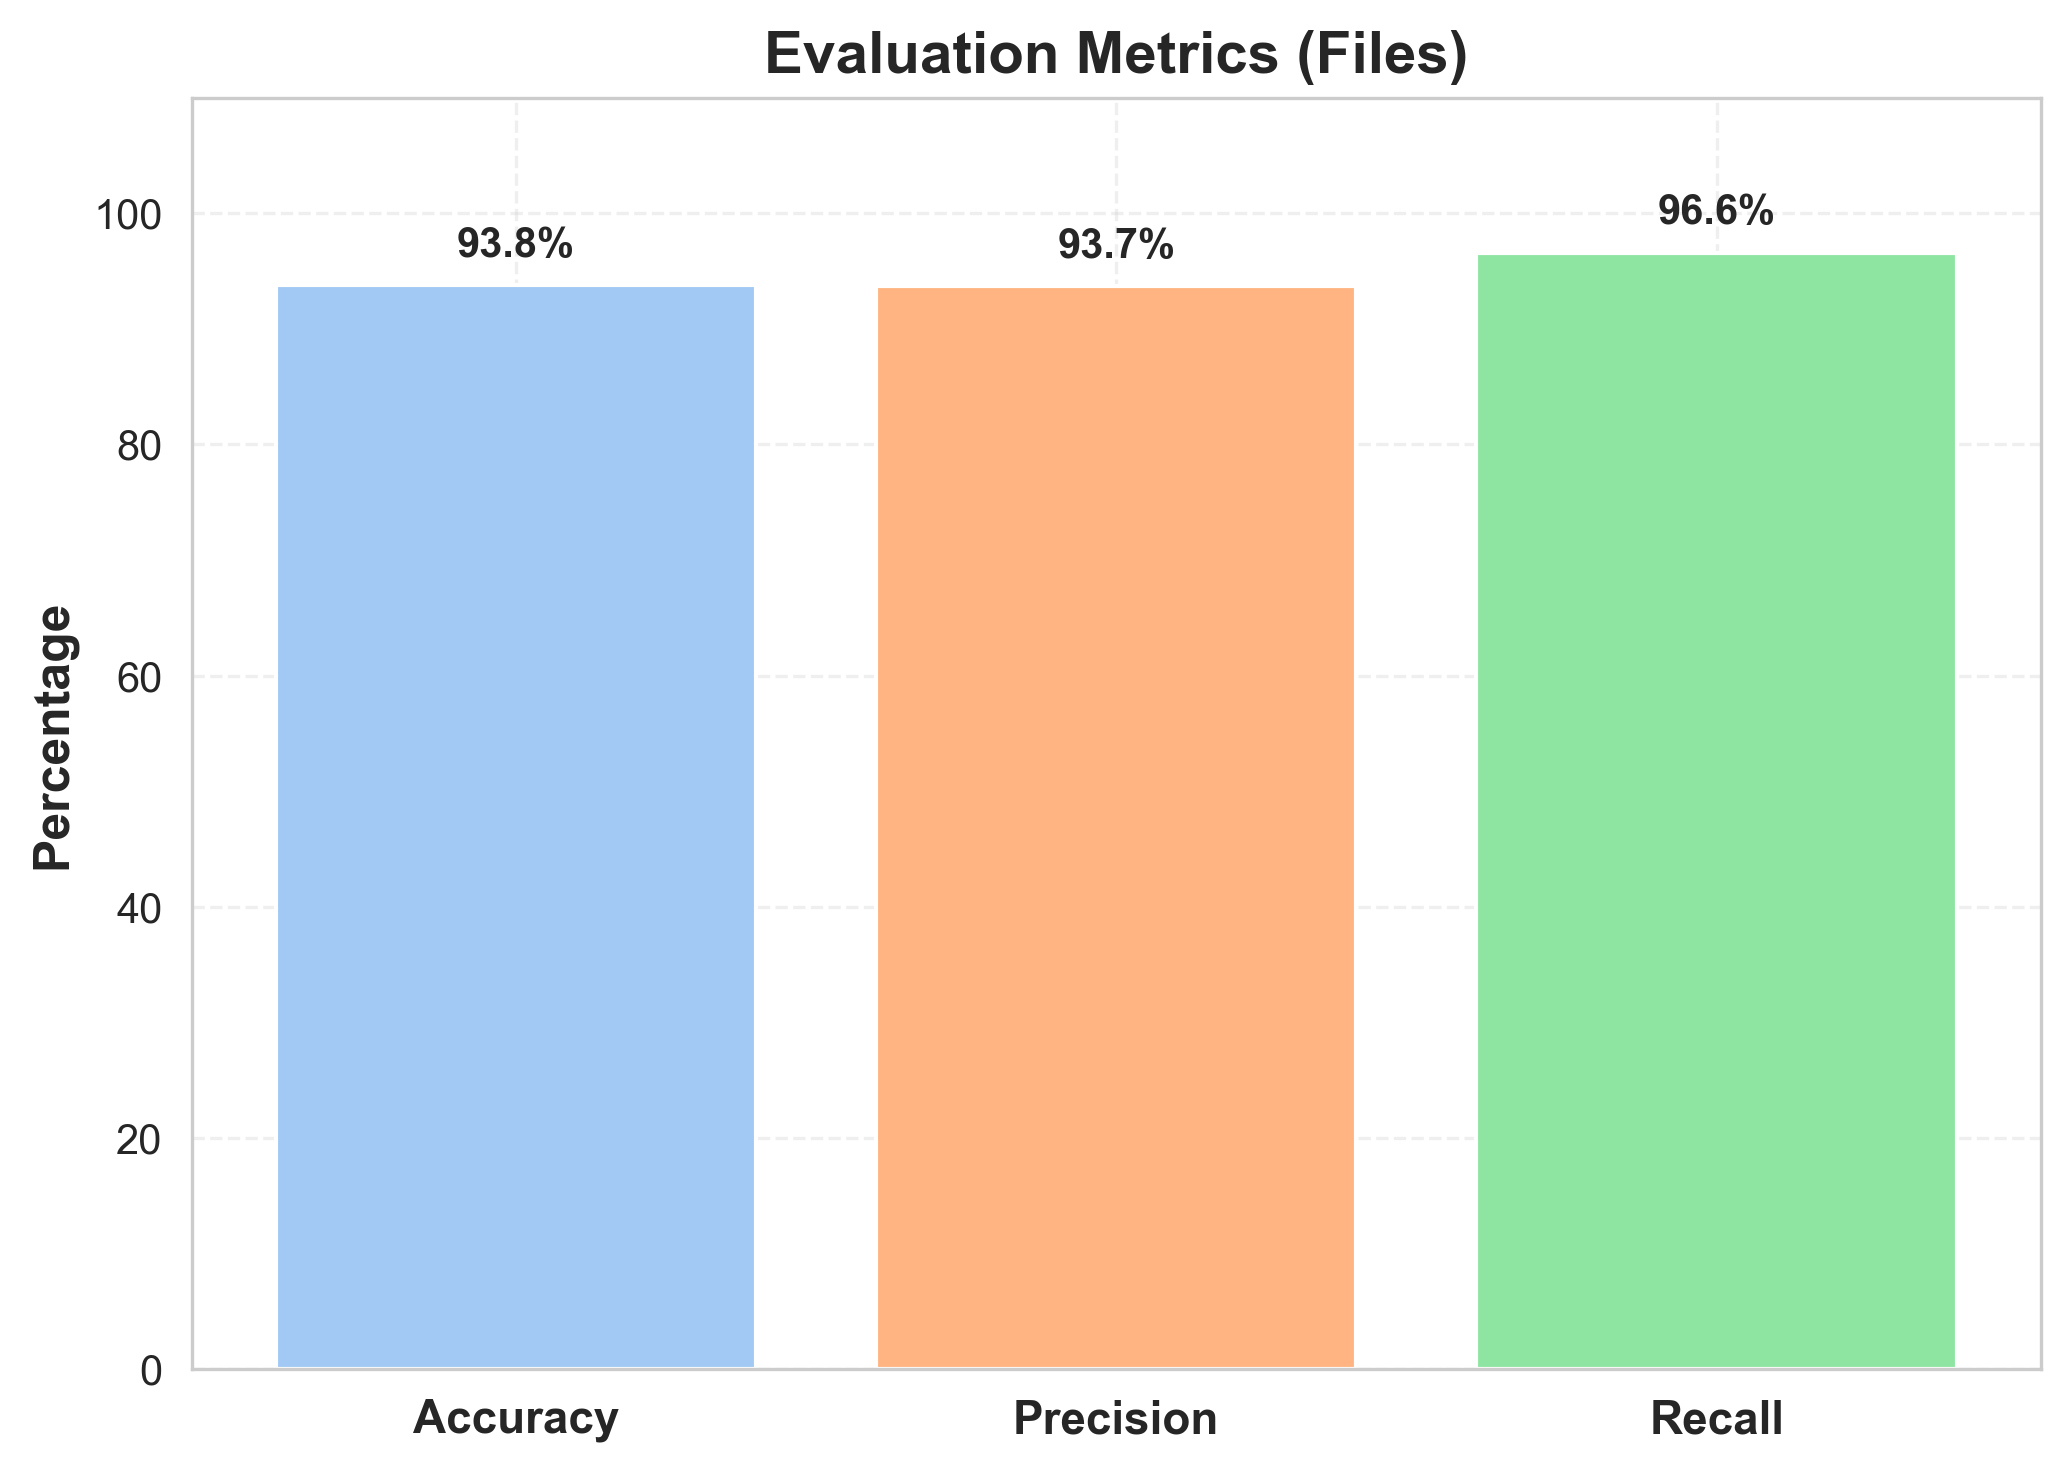 Evaluation Metrics (Files)
Percentage
100
80
60
40
20
0
93.8%
93.7%
96.6%
Accuracy
Precision
Recall